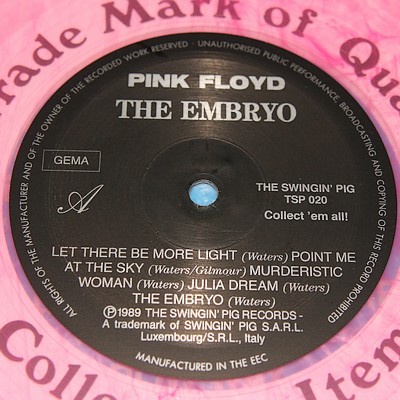 Trade Mark of Qua
ALL RIGHTS OF THE MANUFACTURER AND OF THE OWNER OF THE RECORDED WORK RESERVED · UNAUTHORISED PUBLIC PERFORMANCE, BROADCASTING AND COPYING OF THIS RECORD PROHIBITED
PINK FLOYD
THE EMBRYO
GEMA
A
THE SWINGIN' PIG
TSP 020
Collect 'em all!
LET THERE BE MORE LIGHT (Waters) POINT ME
AT THE SKY (Waters/Gilmour) MURDERISTIC
WOMAN (Waters) JULIA DREAM (Waters)
THE EMBRYO (Waters)
Ⓟ1989 THE SWINGIN' PIG RECORDS -
A trademark of SWINGIN' PIG S.A.R.L.
Luxembourg/S.R.L., Italy
MANUFACTURED IN THE EEC
Colle Item